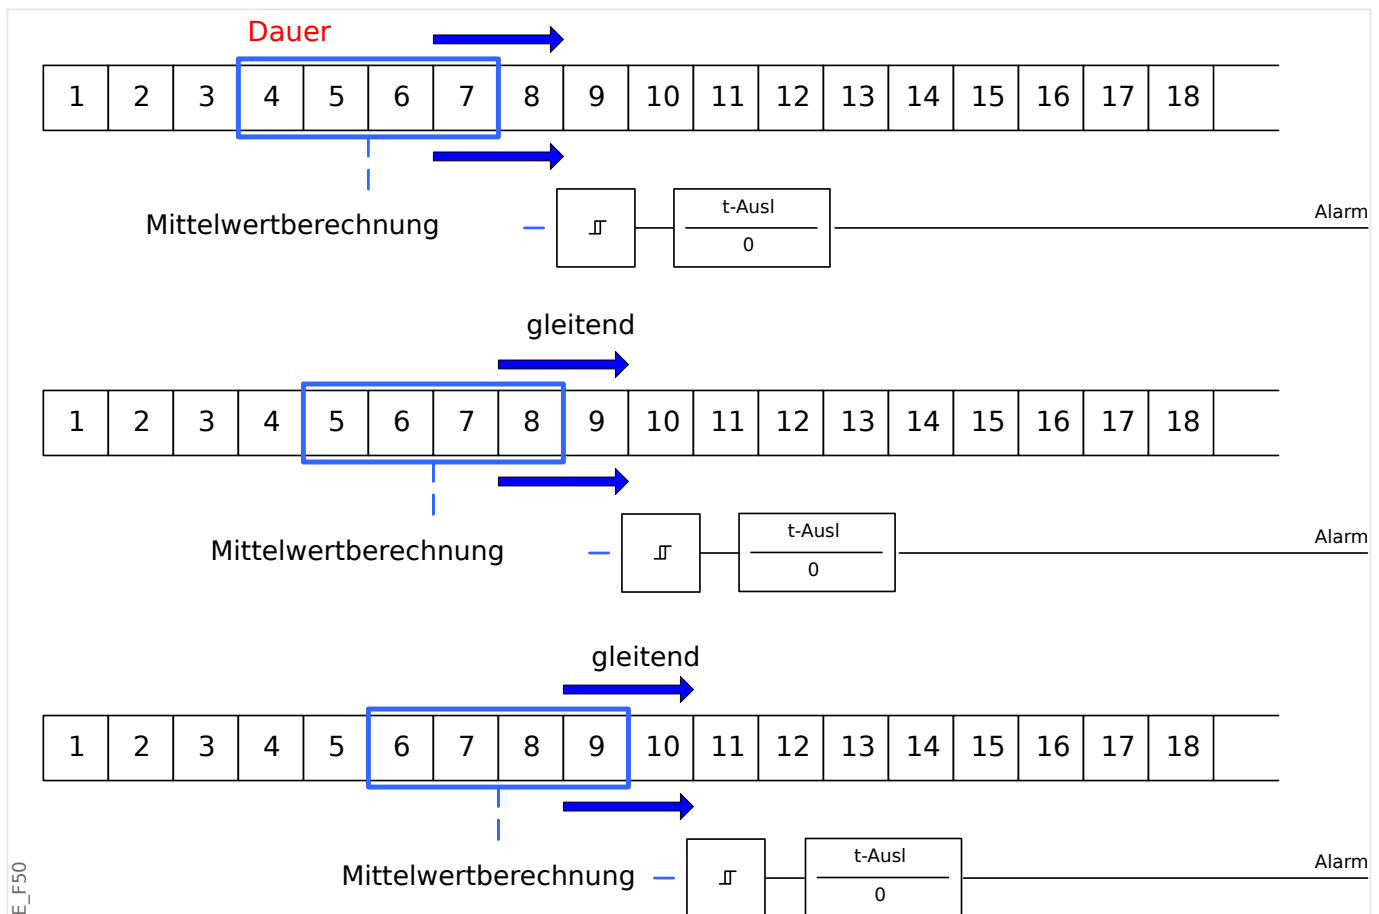 Dauer
1 2 3 4 5 6 7 8 9 10 11 12 13 14 15 16 17 18
Mittelwertberechnung
t-Ausl
0
Alarm
gleitend
1 2 3 4 5 6 7 8 9 10 11 12 13 14 15 16 17 18
Mittelwertberechnung
t-Ausl
0
Alarm
gleitend
1 2 3 4 5 6 7 8 9 10 11 12 13 14 15 16 17 18
Mittelwertberechnung
t-Ausl
0
Alarm
E_F50